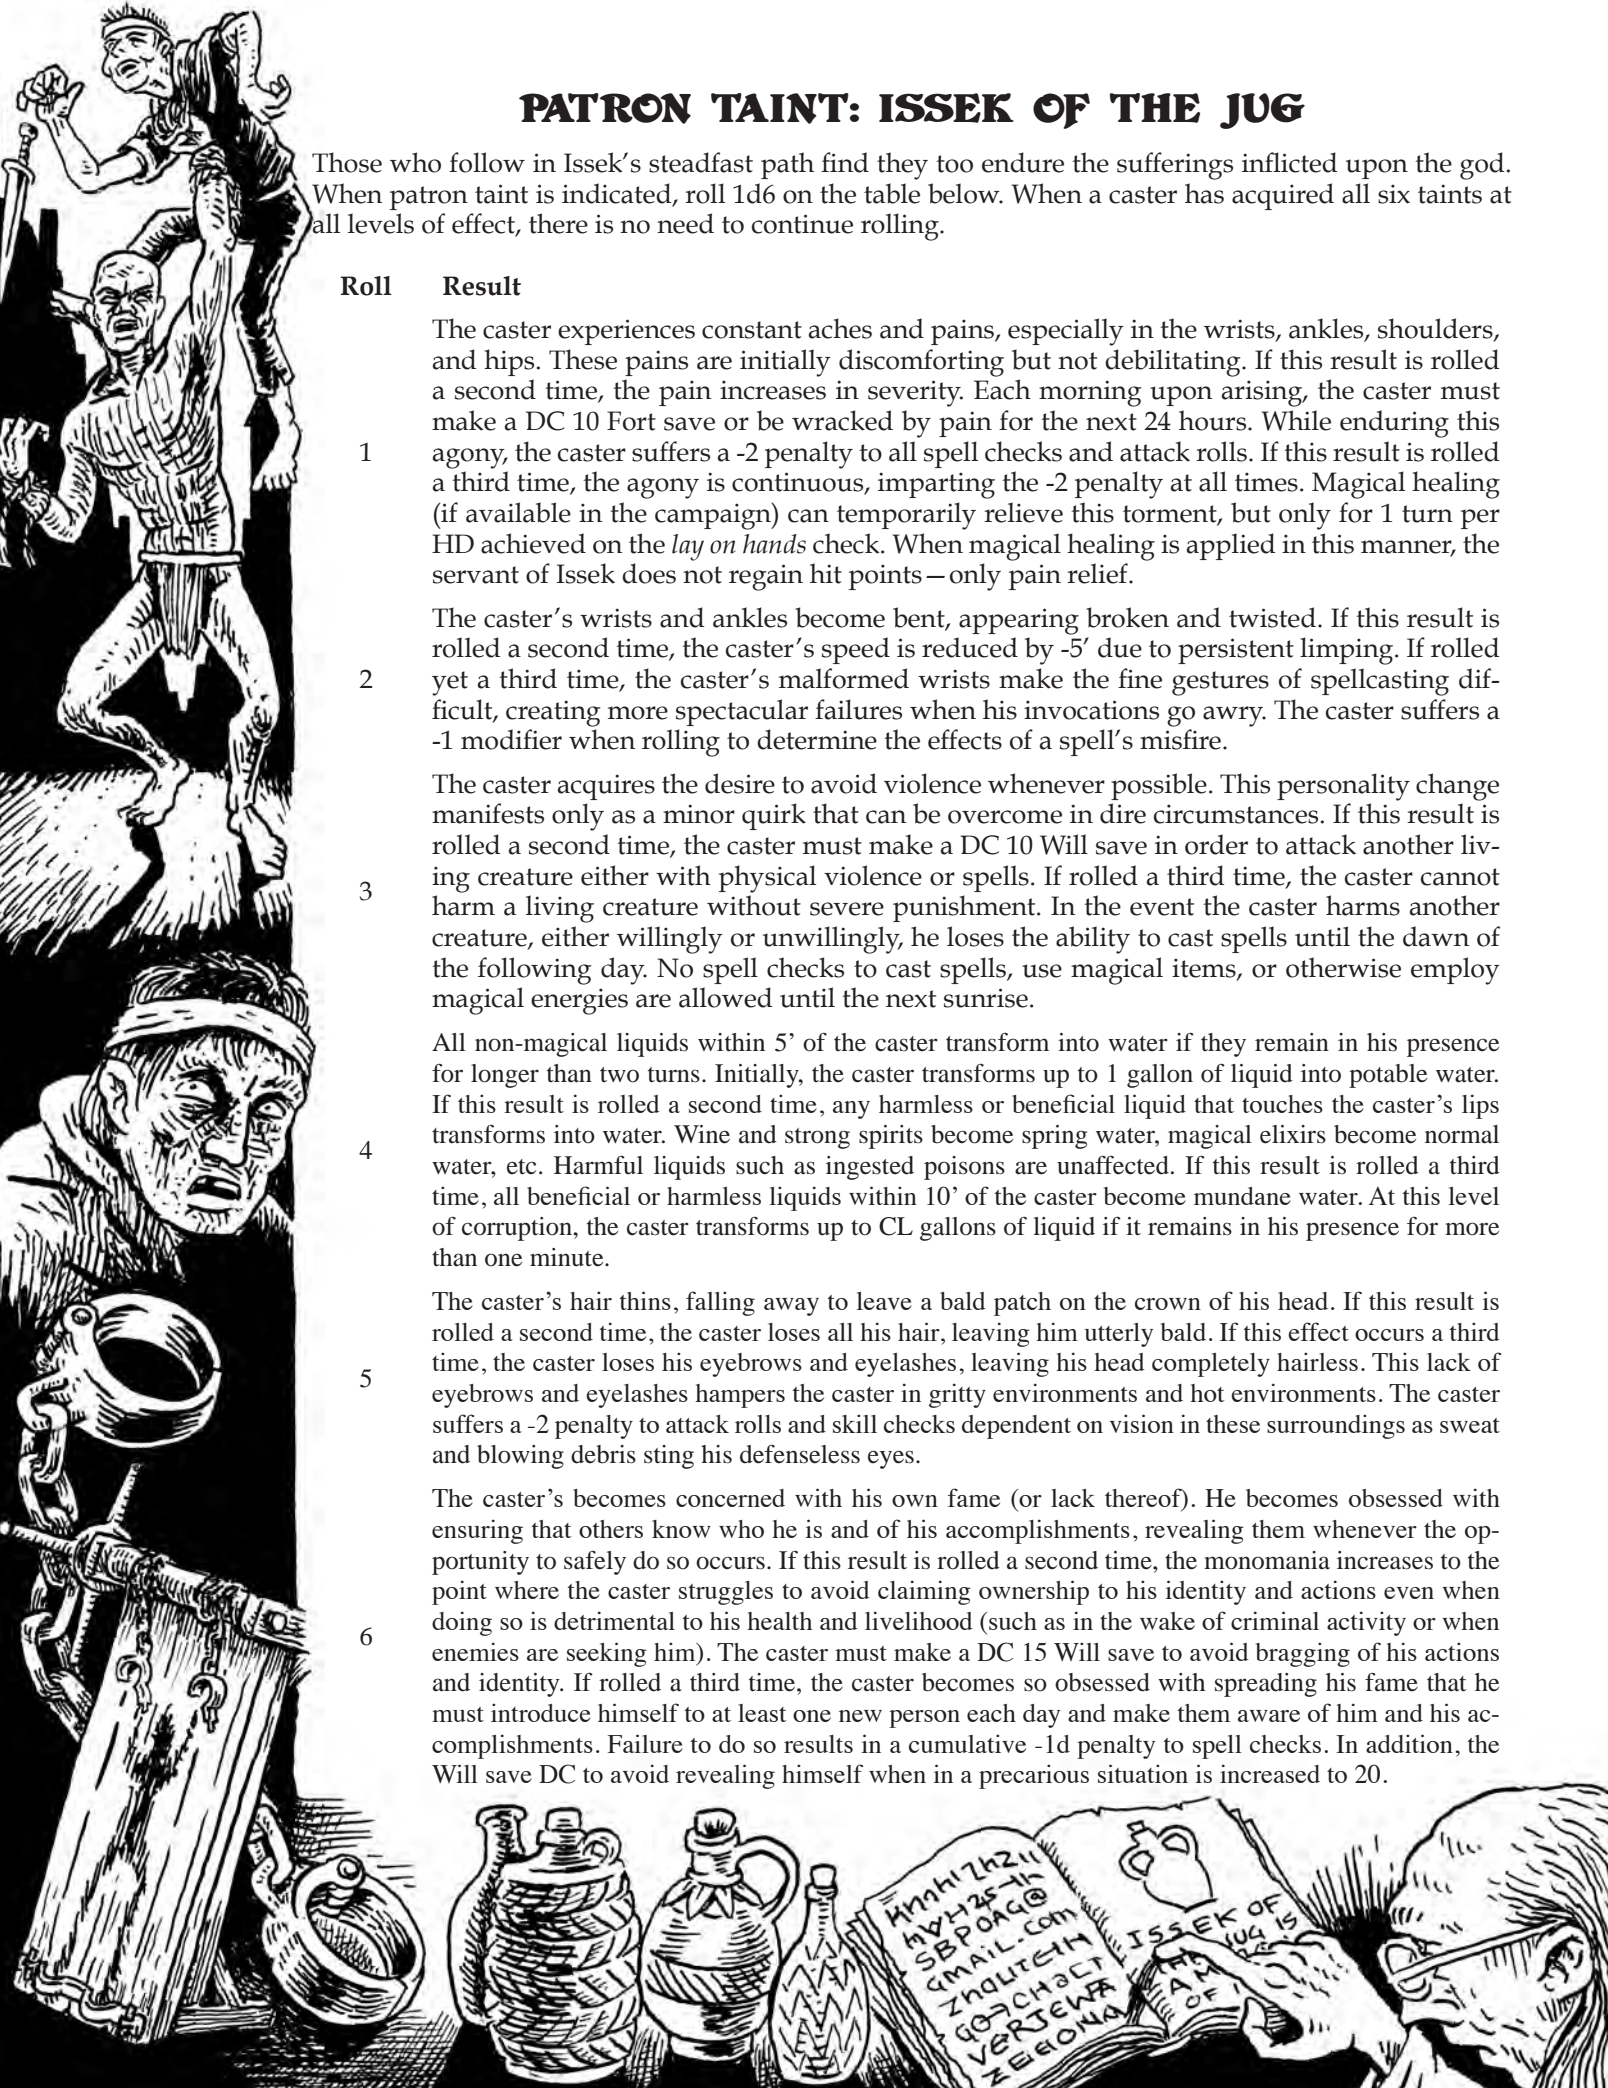 PATRON TAINT: ISSEK OF THE JUG
Those who follow in Issek's steadfast path find they too endure the sufferings inflicted upon the god.
When patron taint is indicated, roll 1d6 on the table below. When a caster has acquired all six taints at
all levels of effect, there is no need to continue rolling.
Roll Result
The caster experiences constant aches and pains, especially in the wrists, ankles, shoulders,
and hips. These pains are initially discomforting but not debilitating. If this result is rolled
a second time, the pain increases in severity. Each morning upon arising, the caster must
make a DC 10 Fort save or be wracked by pain for the next 24 hours. While enduring this
1 agony, the caster suffers a -2 penalty to all spell checks and attack rolls. If this result is rolled
a third time, the agony is continuous, imparting the -2 penalty at all times. Magical healing
(if available in the campaign) can temporarily relieve this torment, but only for 1 turn per
HD achieved on the lay on hands check. When magical healing is applied in this manner, the
servant of Issek does not regain hit points—only pain relief.
The caster's wrists and ankles become bent, appearing broken and twisted. If this result is
rolled a second time, the caster's speed is reduced by -5′ due to persistent limping. If rolled
2 yet a third time, the caster's malformed wrists make the fine gestures of spellcasting dif-
ficult, creating more spectacular failures when his invocations go awry. The caster suffers a
-1 modifier when rolling to determine the effects of a spell's misfire.
The caster acquires the desire to avoid violence whenever possible. This personality change
manifests only as a minor quirk that can be overcome in dire circumstances. If this result is
rolled a second time, the caster must make a DC 10 Will save in order to attack another liv-
3 ing creature either with physical violence or spells. If rolled a third time, the caster cannot
harm a living creature without severe punishment. In the event the caster harms another
creature, either willingly or unwillingly, he loses the ability to cast spells until the dawn of
the following day. No spell checks to cast spells, use magical items, or otherwise employ
magical energies are allowed until the next sunrise.
All non-magical liquids within 5’ of the caster transform into water if they remain in his presence
for longer than two turns. Initially, the caster transforms up to 1 gallon of liquid into potable water.
If this result is rolled a second time, any harmless or beneficial liquid that touches the caster's lips
transforms into water. Wine and strong spirits become spring water, magical elixirs become normal
4 water, etc. Harmful liquids such as ingested poisons are unaffected. If this result is rolled a third
time, all beneficial or harmless liquids within 10’ of the caster become mundane water. At this level
of corruption, the caster transforms up to CL gallons of liquid if it remains in his presence for more
than one minute.
The caster's hair thins, falling away to leave a bald patch on the crown of his head. If this result is
rolled a second time, the caster loses all his hair, leaving him utterly bald. If this effect occurs a third
time, the caster loses his eyebrows and eyelashes, leaving his head completely hairless. This lack of
5 eyebrows and eyelashes hampers the caster in gritty environments and hot environments. The caster
suffers a -2 penalty to attack rolls and skill checks dependent on vision in these surroundings as sweat
and blowing debris sting his defenseless eyes.
The caster's becomes concerned with his own fame (or lack thereof). He becomes obsessed with
ensuring that others know who he is and of his accomplishments, revealing them whenever the op-
portunity to safely do so occurs. If this result is rolled a second time, the monomania increases to the
point where the caster struggles to avoid claiming ownership to his identity and actions even when
doing so is detrimental to his health and livelihood (such as in the wake of criminal activity or when
6 enemies are seeking him). The caster must make a DC 15 Will save to avoid bragging of his actions
and identity. If rolled a third time, the caster becomes so obsessed with spreading his fame that he
must introduce himself to at least one new person each day and make them aware of him and his ac-
complishments. Failure to do so results in a cumulative -1d penalty to spell checks. In addition, the
Will save DC to avoid revealing himself when in a precarious situation is increased to 20.
SBPOAG@
GMAIL.COM
ISSEK OF
THE JUG IS